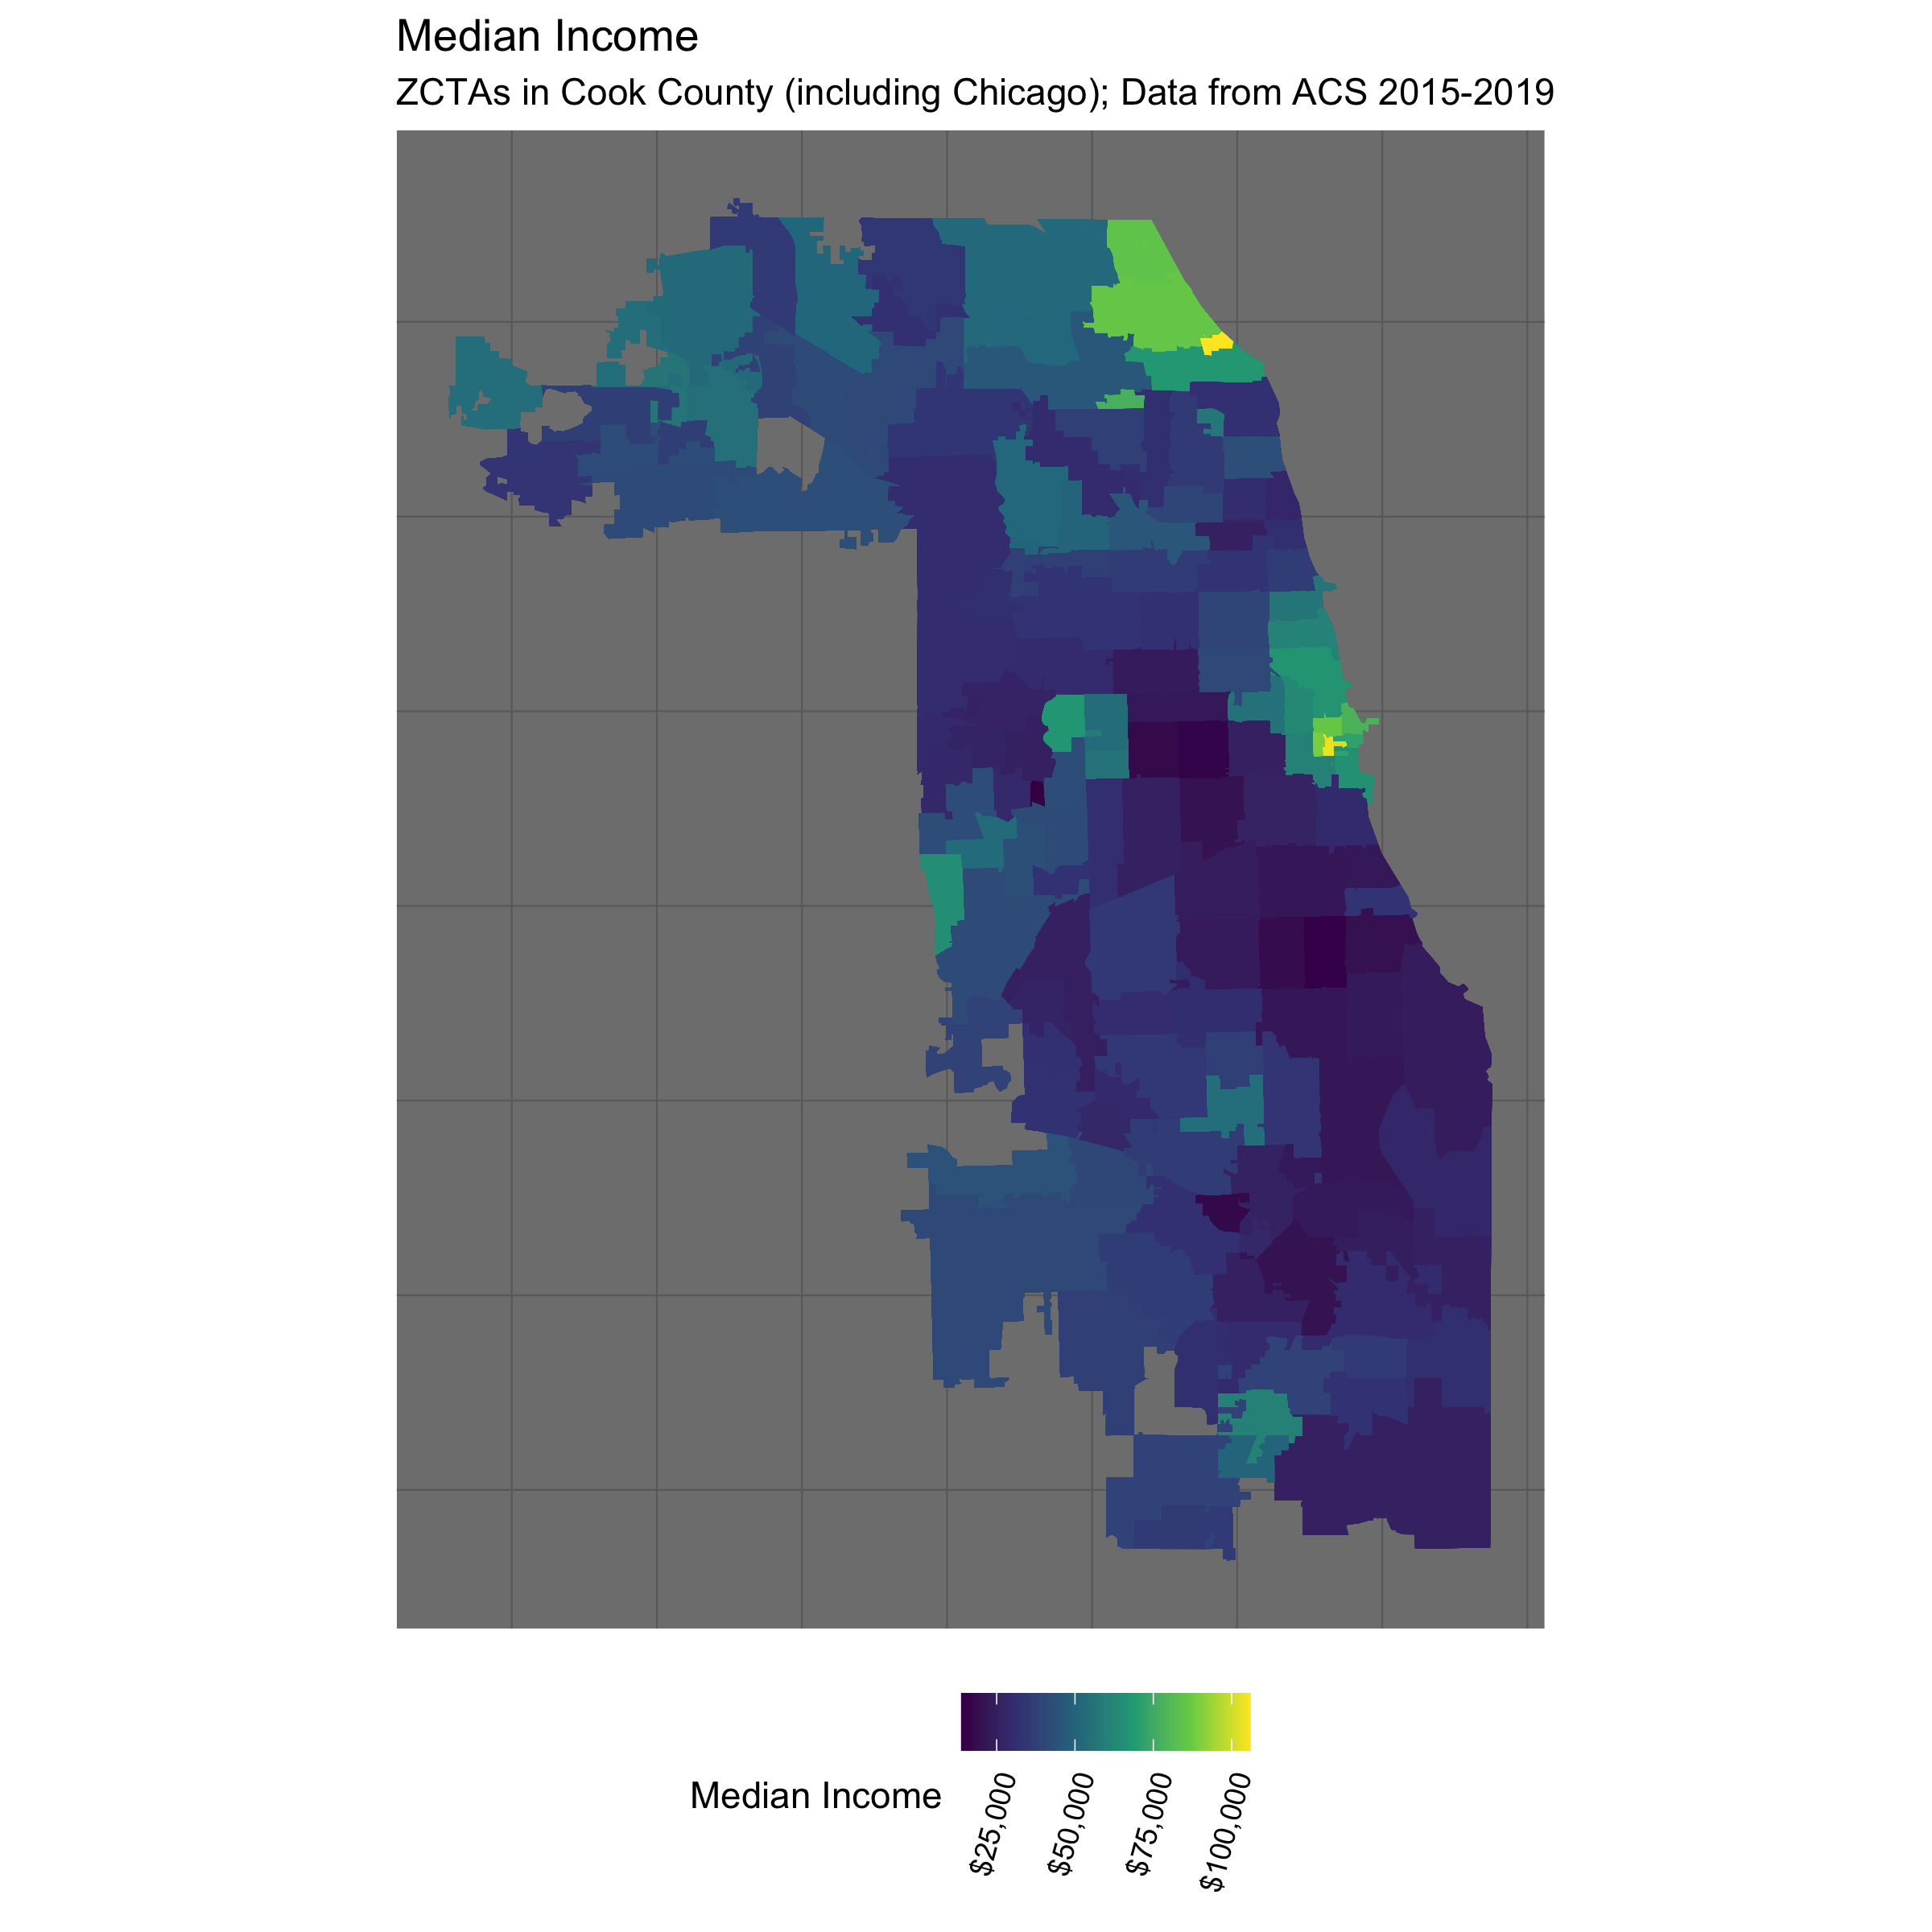 Median Income
ZCTAs in Cook County (including Chicago); Data from ACS 2015-2019
Median Income
$25,000
$50,000
$75,000
$100,000